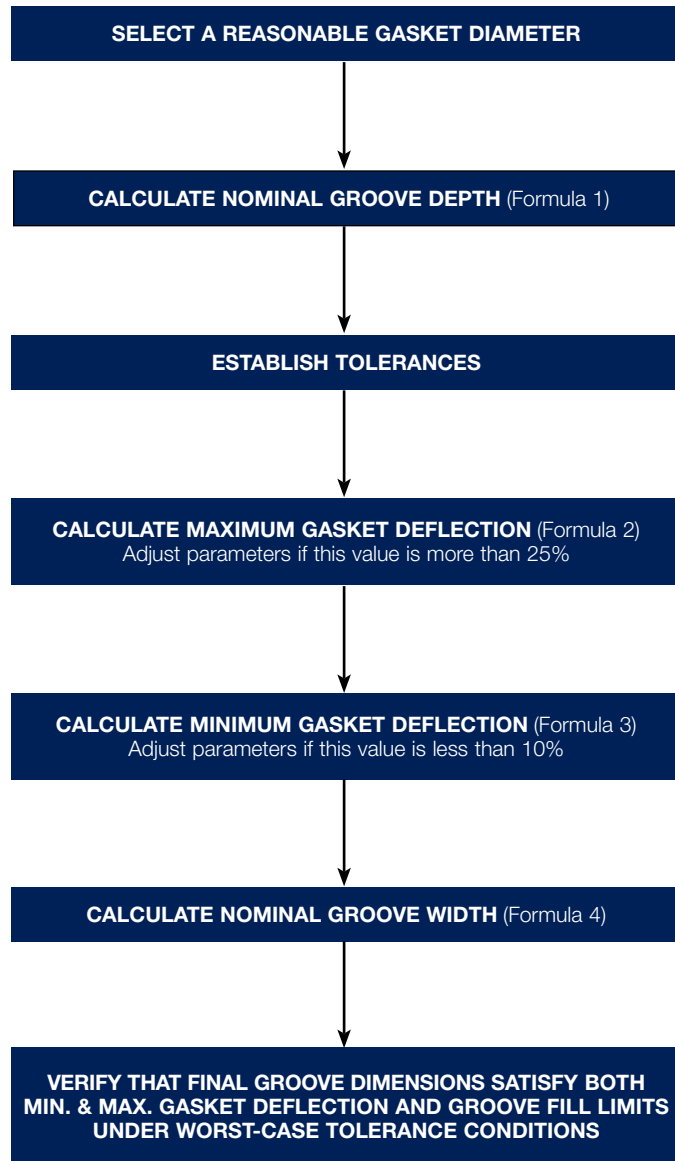 SELECT A REASONABLE GASKET DIAMETER
CALCULATE NOMINAL GROOVE DEPTH (Formula 1)
ESTABLISH TOLERANCES
CALCULATE MAXIMUM GASKET DEFLECTION (Formula 2)
Adjust parameters if this value is more than 25%
CALCULATE MINIMUM GASKET DEFLECTION (Formula 3)
Adjust parameters if this value is less than 10%
CALCULATE NOMINAL GROOVE WIDTH (Formula 4)
VERIFY THAT FINAL GROOVE DIMENSIONS SATISFY BOTH
MIN. & MAX. GASKET DEFLECTION AND GROOVE FILL LIMITS
UNDER WORST-CASE TOLERANCE CONDITIONS